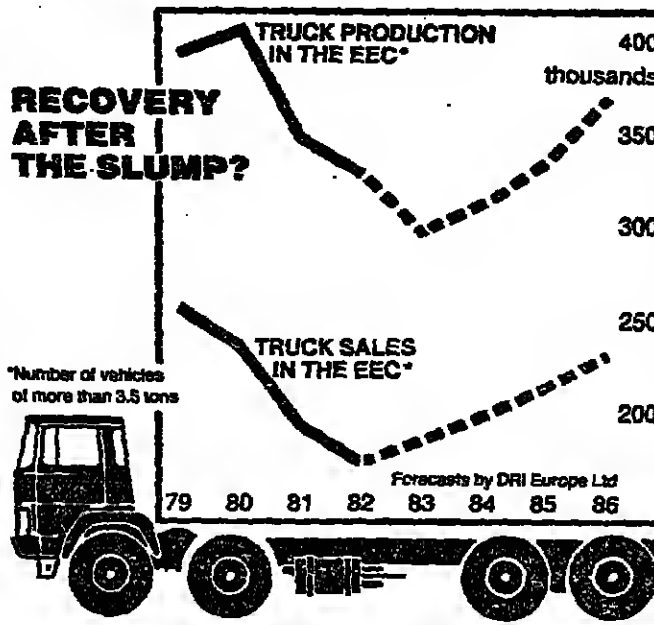 TRUCK PRODUCTION
IN THE EEC*
400
thousands
RECOVERY
AFTER
THE SLUMP?
350
300
250
TRUCK SALES
IN THE EEC*
*Number of vehicles
of more than 3.5 tons
200
Forecasts by DRI Europe Ltd
79 80 81 82 83 84 85 86